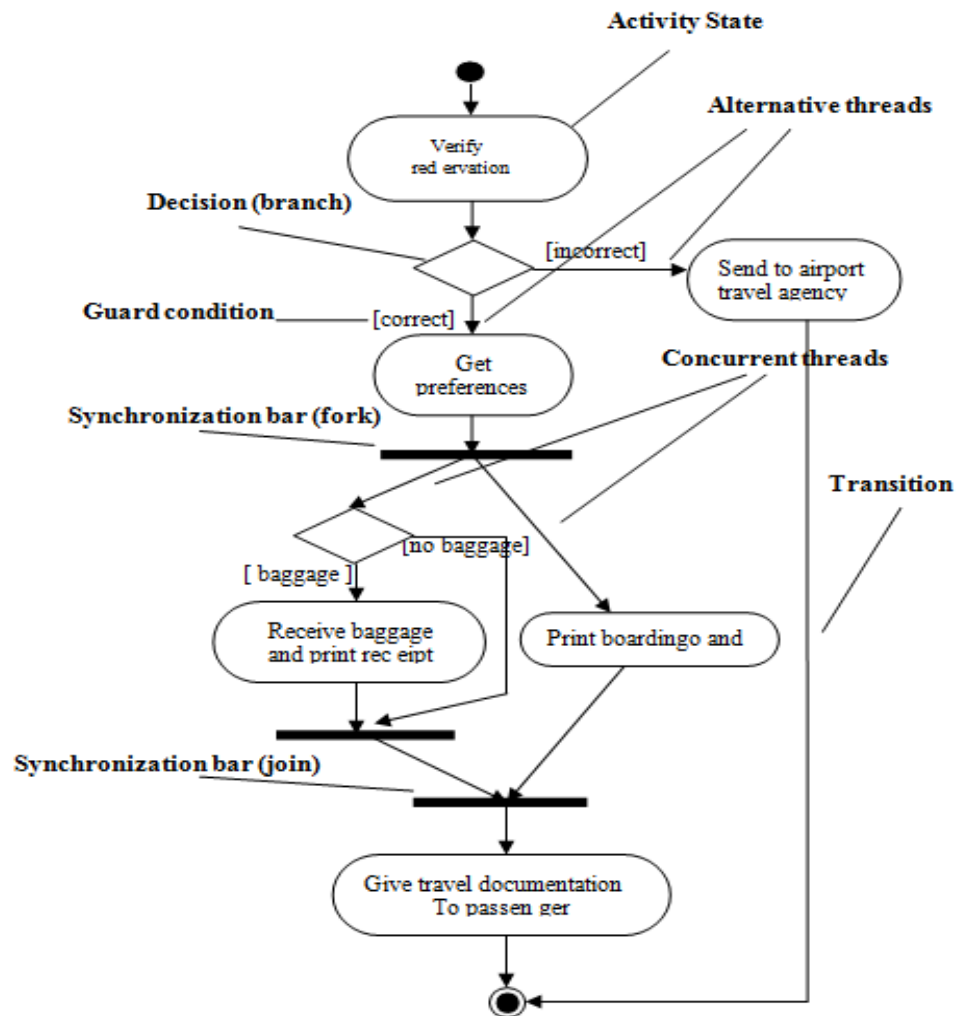 Activity State
Alternative threads
Verify
red ervation
Decision (branch)
[incorrect]
Send to airport
travel agency
Guard condition
[correct]
Concurrent threads
Get
preferences
Synchronization bar (fork)
Transition
[no baggage]
[ baggage ]
Receive baggage
and print rec eipt
Print boardingo and
Synchronization bar (join)
Give travel documentation
To passen ger